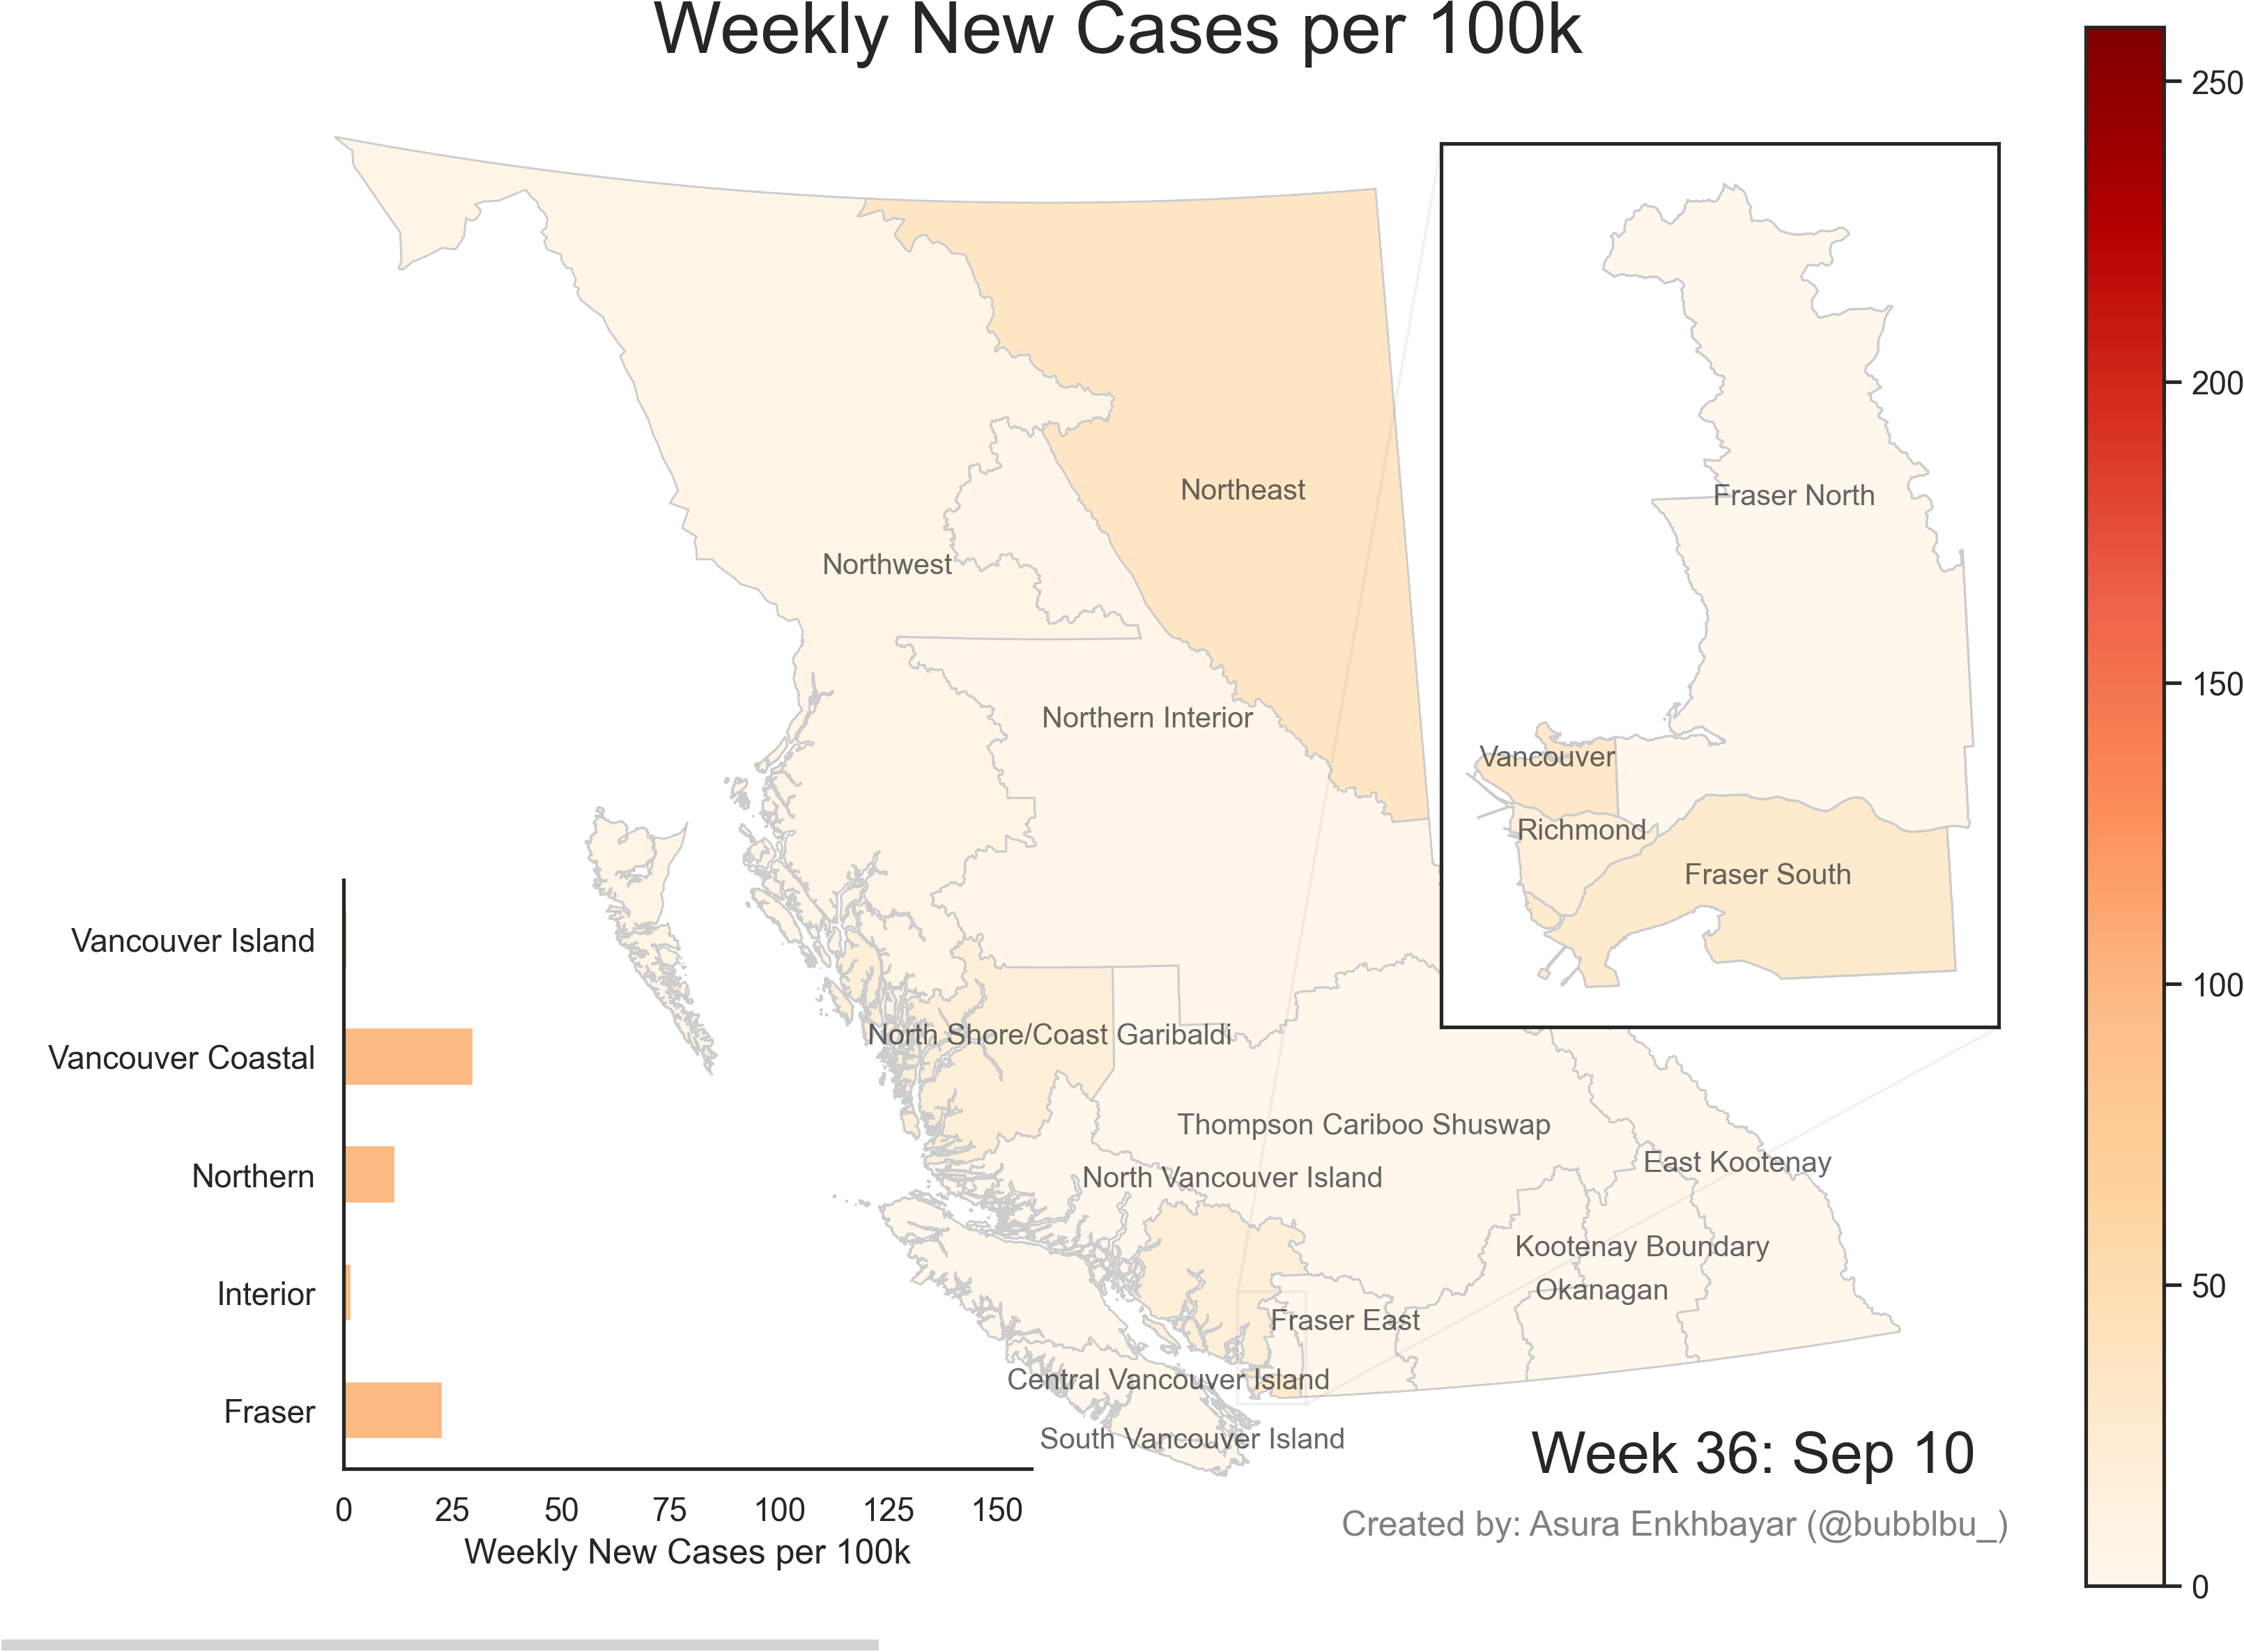 Weekly New Cases per 100k
250
200
150
100
50
0
Northeast
Northwest
Northern Interior
North Shore/Coast Garibaldi
Thompson Cariboo Shuswap
North Vancouver Island
East Kootenay
Kootenay Boundary
Okanagan
Fraser East
Central Vancouver Island
South Vancouver Island
Fraser North
Vancouver
Richmond
Fraser South
Vancouver Island
Vancouver Coastal
Northern
Interior
Fraser
0 25 50 75 100 125 150
Weekly New Cases per 100k
Week 36: Sep 10
Created by: Asura Enkhbayar (@bubblbu_)